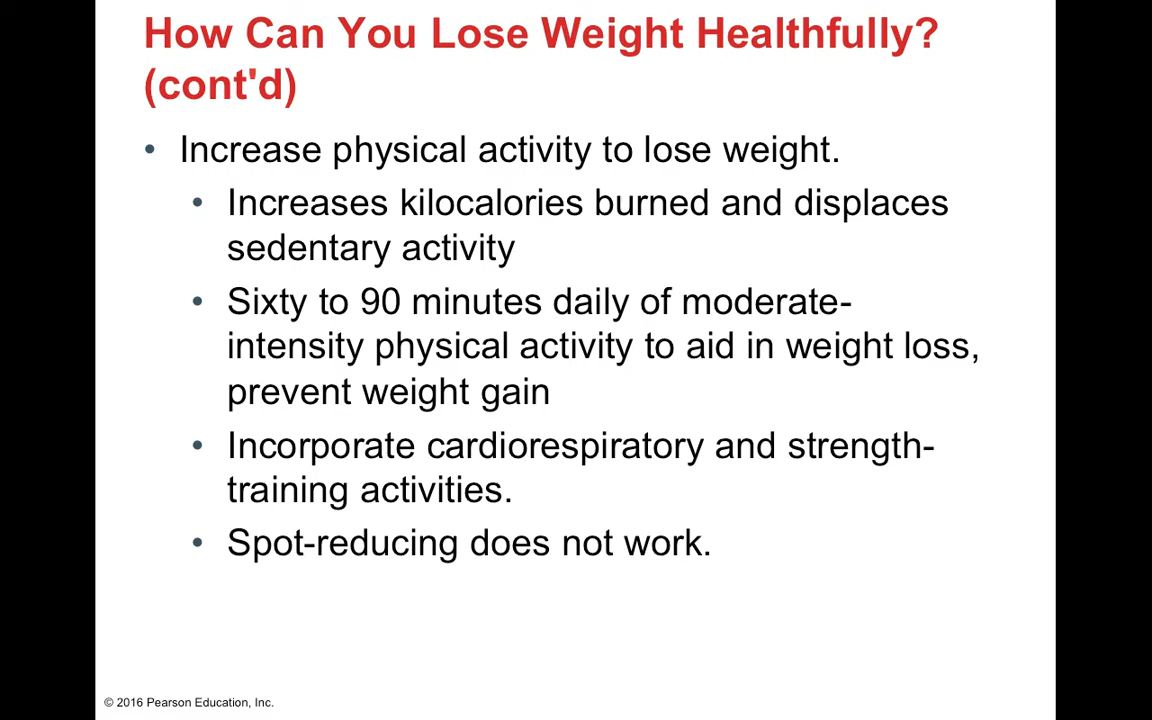 How Can You Lose Weight Healthfully?
(cont'd)
• Increase physical activity to lose weight.
• Increases kilocalories burned and displaces
sedentary activity
• Sixty to 90 minutes daily of moderate-
intensity physical activity to aid in weight loss,
prevent weight gain
• Incorporate cardiorespiratory and strength-
training activities.
• Spot-reducing does not work.
© 2016 Pearson Education, Inc.